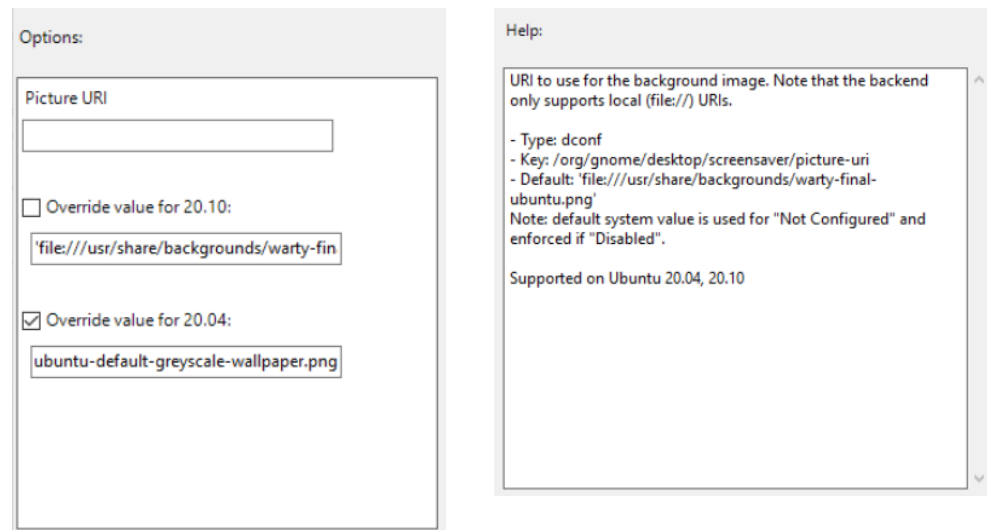 Options:
Picture URI
Override value for 20.10:
'file:///usr/share/backgrounds/warty-fin
Override value for 20.04:
ubuntu-default-greyscale-wallpaper.png
Help:
URI to use for the background image. Note that the backend
only supports local (file://) URIs.
- Type: dconf
- Key: /org/gnome/desktop/screensaver/picture-uri
- Default: 'file:///usr/share/backgrounds/warty-final-
ubuntu.png'
Note: default system value is used for "Not Configured" and
enforced if "Disabled".
Supported on Ubuntu 20.04, 20.10